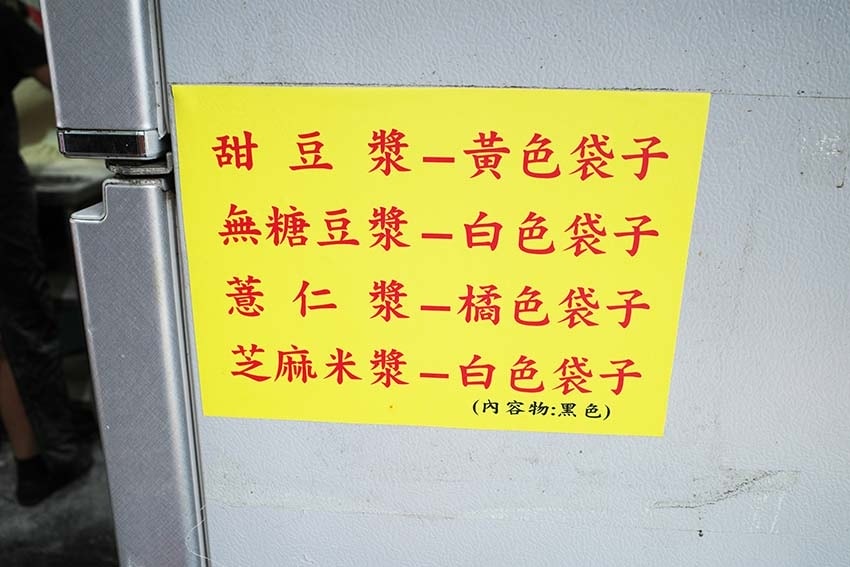 甜豆漿–黃色袋子
無糖豆漿–白色袋子
薏仁漿–橘色袋子
芝麻米漿–白色袋子
(內容物:黑色)